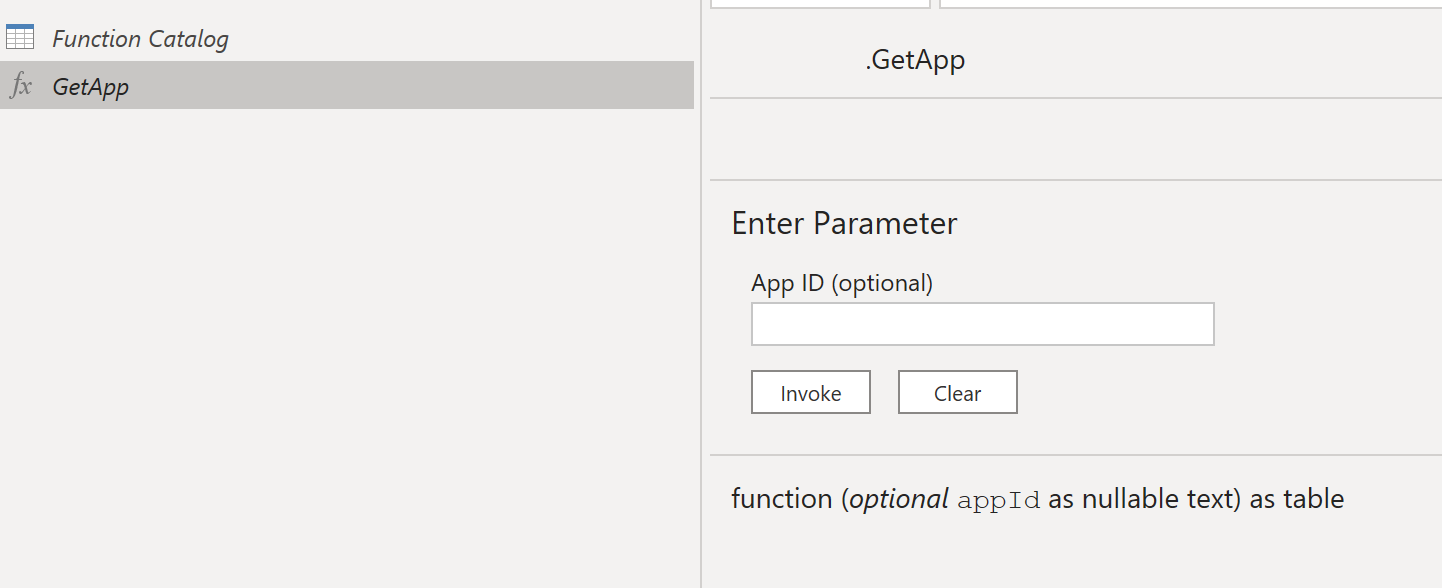 Function Catalog
fx GetApp
.GetApp
Enter Parameter
App ID (optional)
Invoke Clear
function (optional appId as nullable text) as table